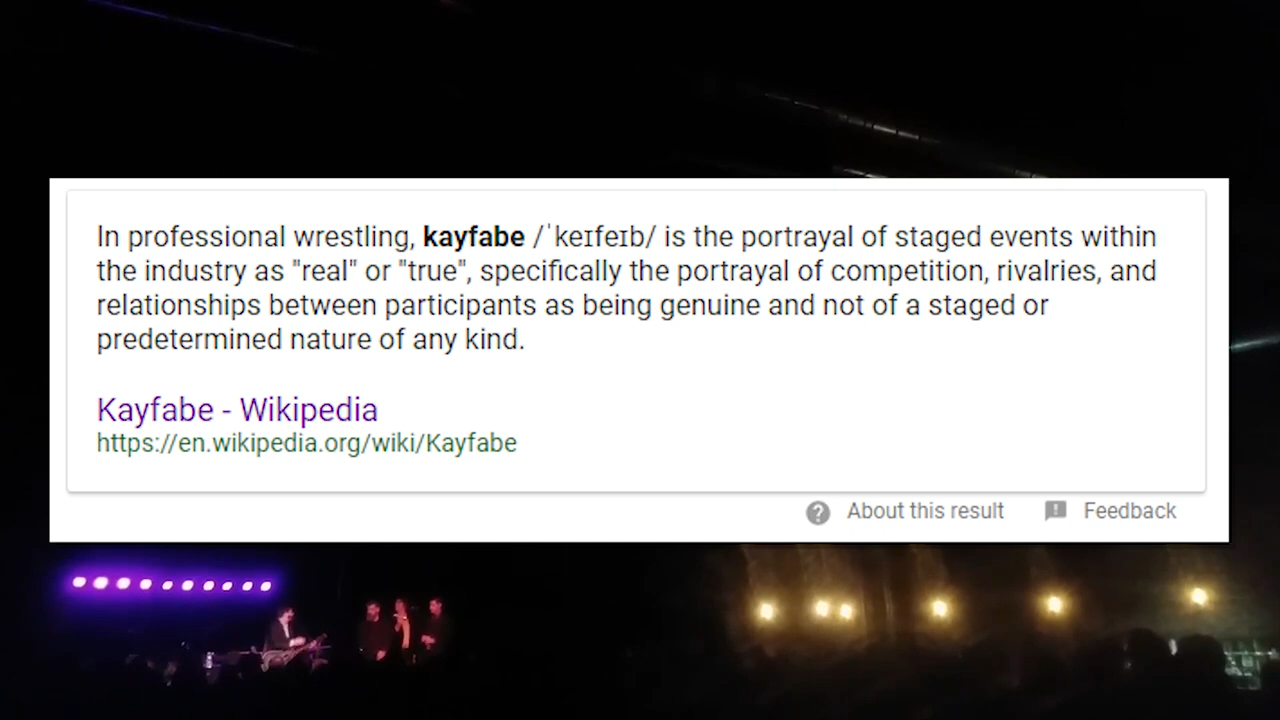 In professional wrestling, kayfabe /ˈkeɪfeɪb/ is the portrayal of staged events within
the industry as "real" or "true", specifically the portrayal of competition, rivalries, and
relationships between participants as being genuine and not of a staged or
predetermined nature of any kind.
Kayfabe - Wikipedia
https://en.wikipedia.org/wiki/Kayfabe
About this result
Feedback